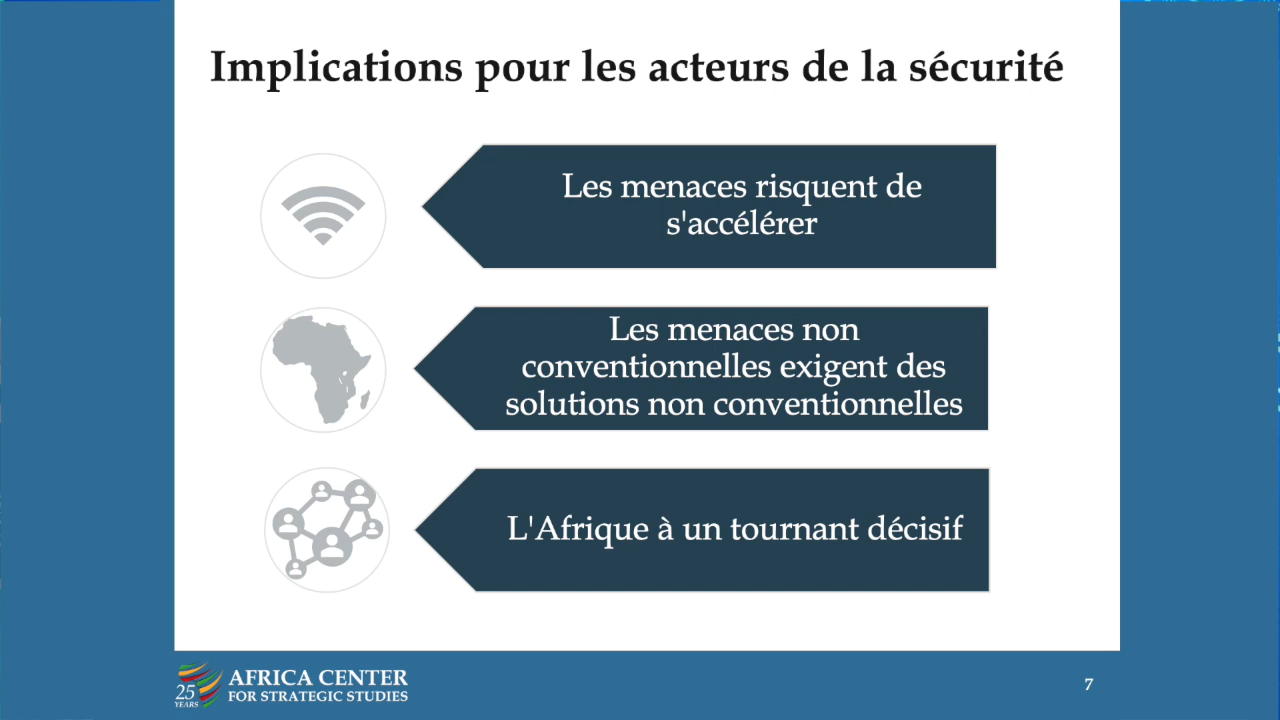 Implications pour les acteurs de la sécurité
Les menaces risquent de
s'accélérer
Les menaces non
conventionnelles exigent des
solutions non conventionnelles
L'Afrique à un tournant décisif
25
YEARS
AFRICA CENTER
FOR STRATEGIC STUDIES
7